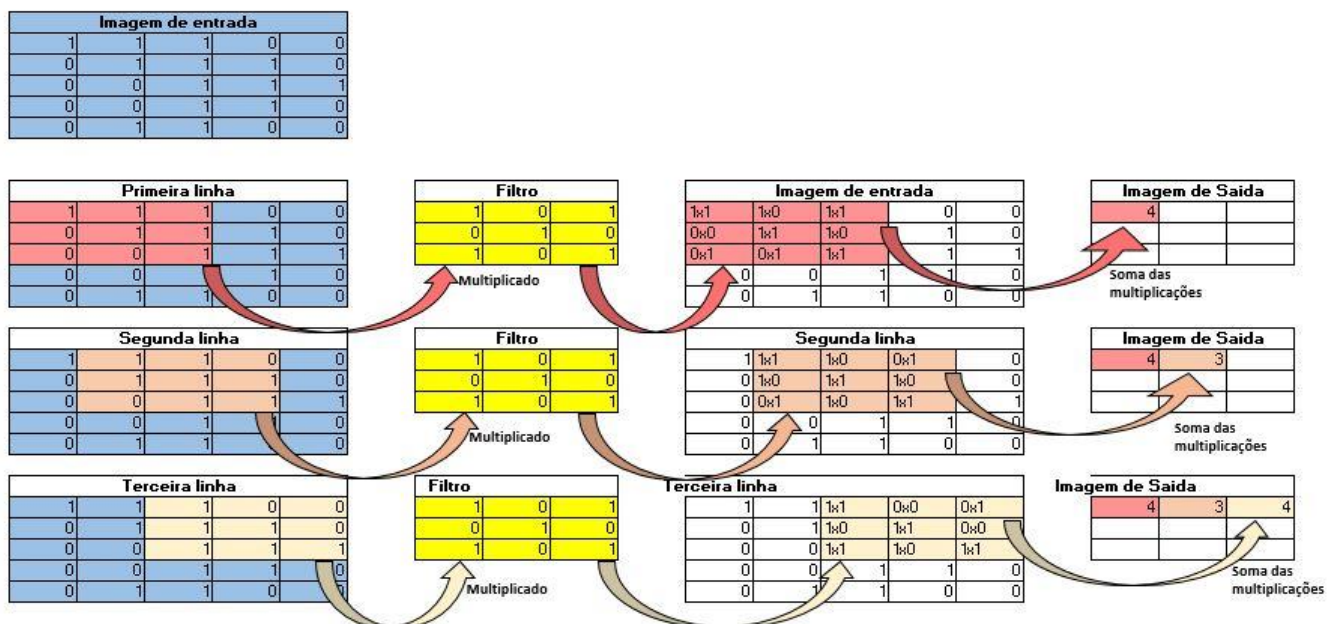 Imagem de entrada
1 1 1 0 0
0 1 1 1 0
0 0 1 1 1
0 0 1 1 0
0 1 1 0 0
Primeira linha
1 1 1 0 0
0 1 1 1 0
0 0 1 1 1
0 0 1 1 0
0 1 1 0 0
Filtro
1 0 1
0 1 0
1 0 1
Multiplicado
Imagem de entrada
1x1 1x0 1x1 0 0
0x0 1x1 1x0 1 0
0x1 0x1 1x1 1 1
0 0 1 1 0
0 1 1 0 0
Imagem de Saida
4
Soma das
multiplicações
Segunda linha
1 1 1 0 0
0 1 1 1 0
0 0 1 1 1
0 0 1 1 0
0 1 1 0 0
Filtro
1 0 1
0 1 0
1 0 1
Multiplicado
Segunda linha
1 1x1 1x0 0x1 0
0 1x0 1x1 1x0 0
0 0x1 1x0 1x1 1
0 0 1 1 0
0 1 1 0 0
Imagem de Saida
4 3
Soma das
multiplicações
Terceira linha
1 1 1 0 0
0 1 1 1 0
0 0 1 1 1
0 0 1 1 0
0 1 1 0 0
Filtro
1 0 1
0 1 0
1 0 1
Multiplicado
Terceira linha
1 1 1x1 0x0 0x1
0 1 1x0 1x1 0x0
0 0 1x1 1x0 1x1
0 0 1 1 0
0 1 1 0 0
Imagem de Saida
4 3 4
Soma das
multiplicações